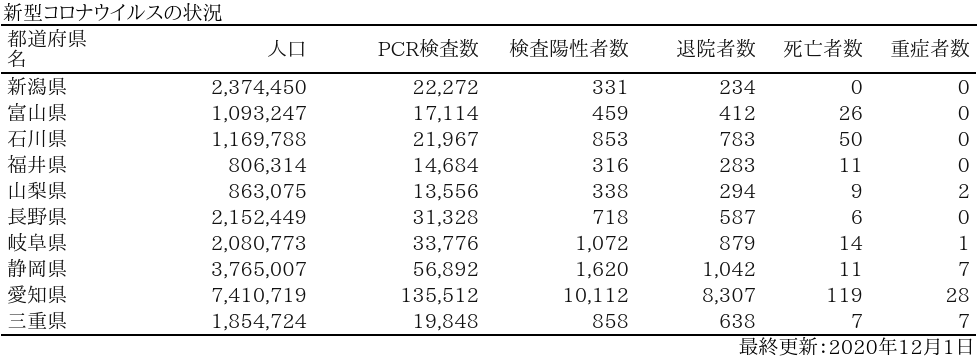 新型コロナウイルスの状況
都道府県名 人口 PCR検査数 検査陽性者数 退院者数 死亡者数 重症者数
新潟県 2,374,450 22,272 331 234 0 0
富山県 1,093,247 17,114 459 412 26 0
石川県 1,169,788 21,967 853 783 50 0
福井県 806,314 14,684 316 283 11 0
山梨県 863,075 13,556 338 294 9 2
長野県 2,152,449 31,328 718 587 6 0
岐阜県 2,080,773 33,776 1,072 879 14 1
静岡県 3,765,007 56,892 1,620 1,042 11 7
愛知県 7,410,719 135,512 10,112 8,307 119 28
三重県 1,854,724 19,848 858 638 7 7
最終更新：2020年12月1日